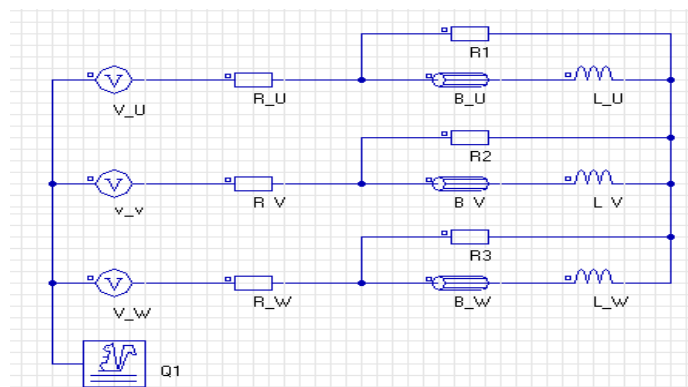 R1
V_U R_U B_U L_U
R2
V_V R_V B_V L_V
R3
V_W R_W B_W L_W
Q1